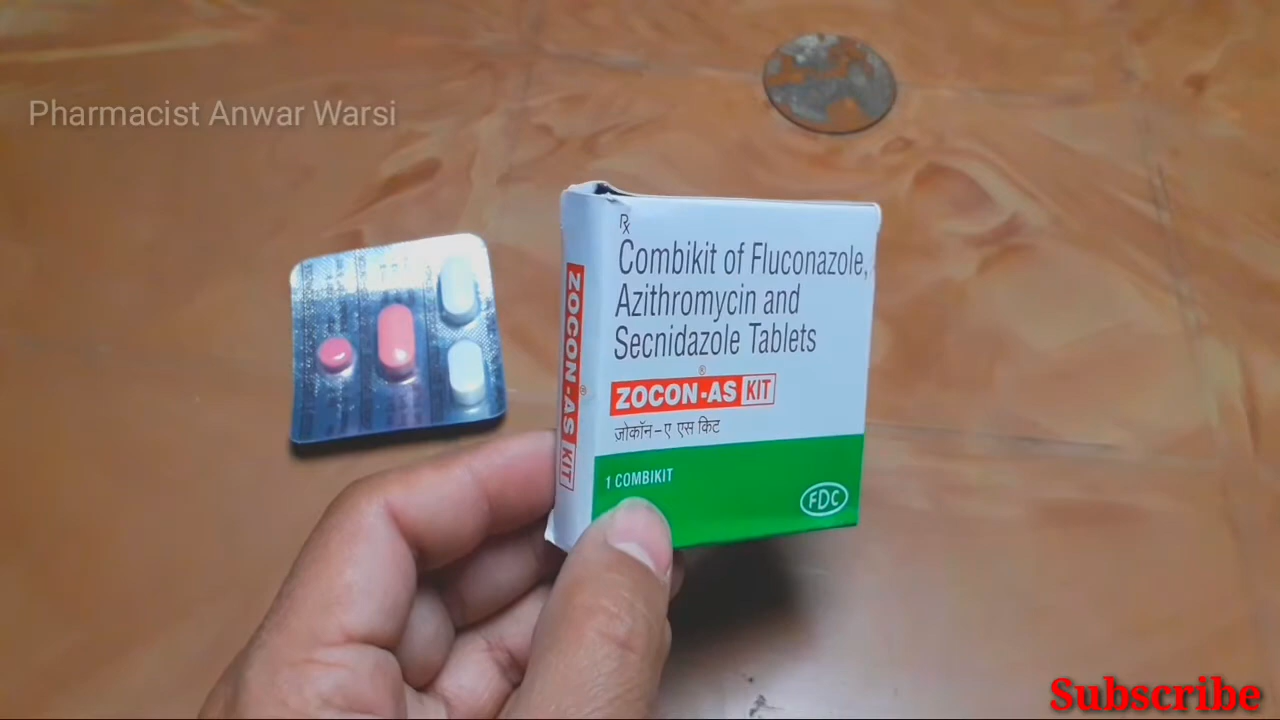 Pharmacist Anwar Warsi
℞
Combikit of Fluconazole,
Azithromycin and
Secnidazole Tablets
ZOCON-AS KIT
®
ज़ोकॉन-ए एस किट
1 COMBIKIT
FDC
ZOCON-AS KIT
®
Subscribe